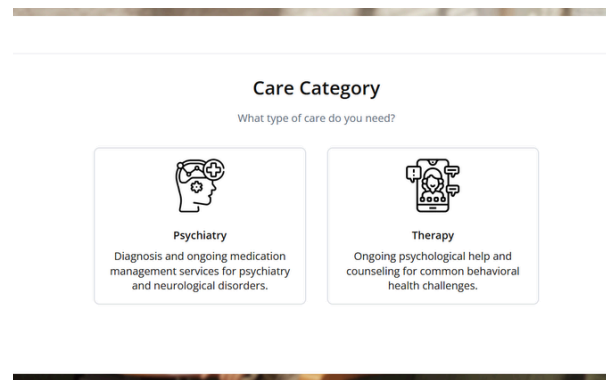 Care Category
What type of care do you need?
Psychiatry
Diagnosis and ongoing medication
management services for psychiatry
and neurological disorders.
Therapy
Ongoing psychological help and
counseling for common behavioral
health challenges.